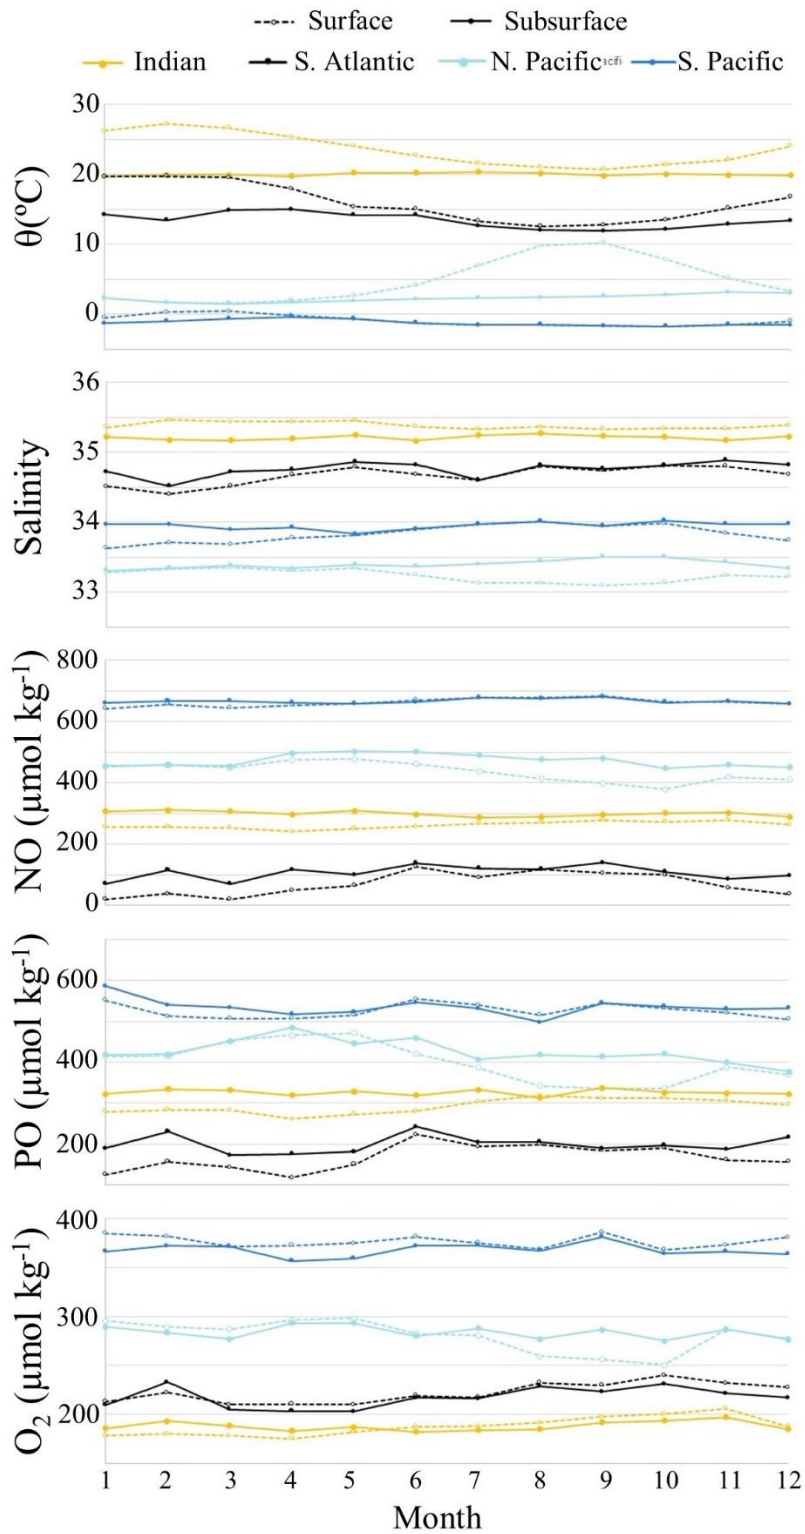 Surface Subsurface
Indian S. Atlantic N. Pacific acifi S. Pacific
θ(ºC)
30
20
10
0
Salinity
36
35
34
33
NO (µmol kg-1)
800
600
400
200
0
PO (µmol kg-1)
600
400
200
O2 (µmol kg-1)
400
300
200
1 2 3 4 5 6 7 8 9 10 11 12
Month